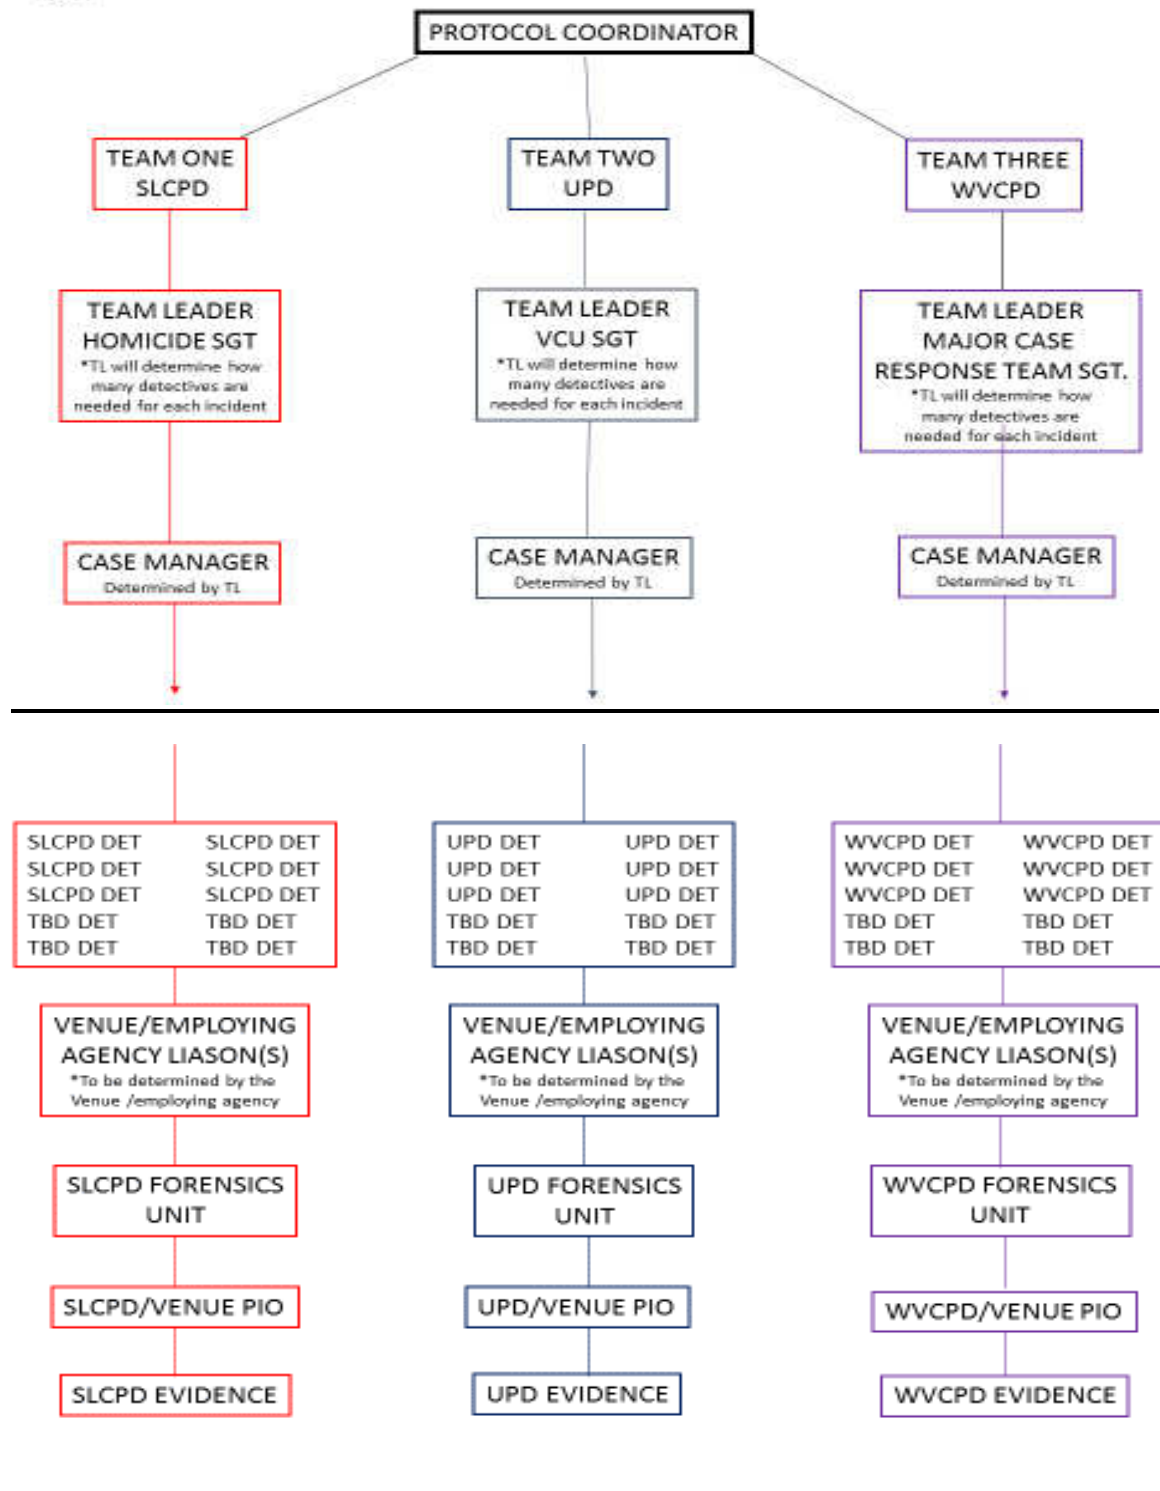 PROTOCOL COORDINATOR
TEAM ONE
SLCPD
TEAM LEADER
HOMICIDE SGT
*TL will determine how
many detectives are
needed for each incident
CASE MANAGER
Determined by TL
TEAM TWO
UPD
TEAM LEADER
VCU SGT
*TL will determine how
many detectives are
needed for each incident
CASE MANAGER
Determined by TL
TEAM THREE
WVCPD
TEAM LEADER
MAJOR CASE
RESPONSE TEAM SGT.
*TL will determine how
many detectives are
needed for each incident
CASE MANAGER
Determined by TL
SLCPD DET SLCPD DET
SLCPD DET SLCPD DET
SLCPD DET SLCPD DET
TBD DET TBD DET
TBD DET TBD DET
VENUE/EMPLOYING
AGENCY LIASON(S)
*To be determined by the
Venue /employing agency
SLCPD FORENSICS
UNIT
SLCPD/VENUE PIO
SLCPD EVIDENCE
UPD DET UPD DET
UPD DET UPD DET
UPD DET UPD DET
TBD DET TBD DET
TBD DET TBD DET
VENUE/EMPLOYING
AGENCY LIASON(S)
*To be determined by the
Venue /employing agency
UPD FORENSICS
UNIT
UPD/VENUE PIO
UPD EVIDENCE
WVCPD DET WVCPD DET
WVCPD DET WVCPD DET
WVCPD DET WVCPD DET
TBD DET TBD DET
TBD DET TBD DET
VENUE/EMPLOYING
AGENCY LIASON(S)
*To be determined by the
Venue /employing agency
WVCPD FORENSICS
UNIT
WVCPD/VENUE PIO
WVCPD EVIDENCE